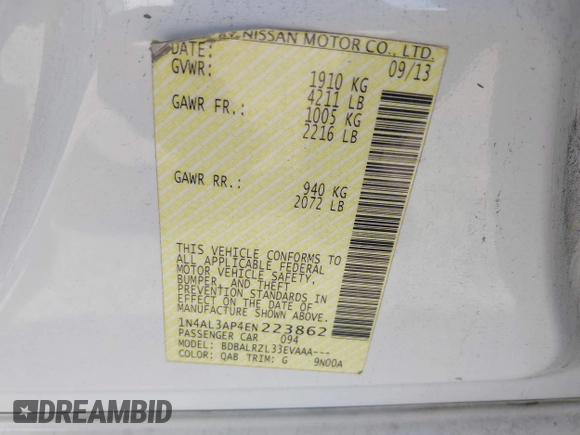 NISSAN MOTOR CO., LTD.
DATE: 09/13
GVWR: 1910 KG
4211 LB
GAWR FR.: 1005 KG
2216 LB
GAWR RR.: 940 KG
2072 LB
THIS VEHICLE CONFORMS TO
ALL APPLICABLE FEDERAL
MOTOR VEHICLE SAFETY,
BUMPER, AND THEFT
PREVENTION STANDARDS IN
EFFECT ON THE DATE OF
MANUFACTURE SHOWN ABOVE.
1N4AL3AP4EN223862
PASSENGER CAR 094
MODEL: BDBALRZL33EVAAA---
COLOR: QAB TRIM: G 9N00A
DREAMBID